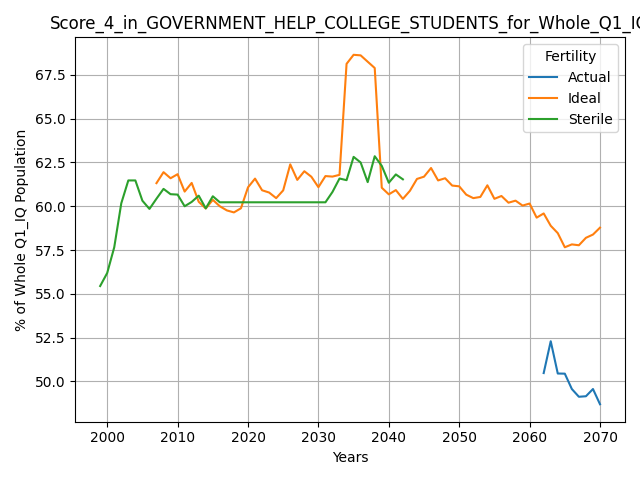 Score_4_in_GOVERNMENT_HELP_COLLEGE_STUDENTS_for_Whole_Q1_IQ
Fertility
Actual
Ideal
Sterile
% of Whole Q1_IQ Population
67.5
65.0
62.5
60.0
57.5
55.0
52.5
50.0
2000 2010 2020 2030 2040 2050 2060 2070
Years